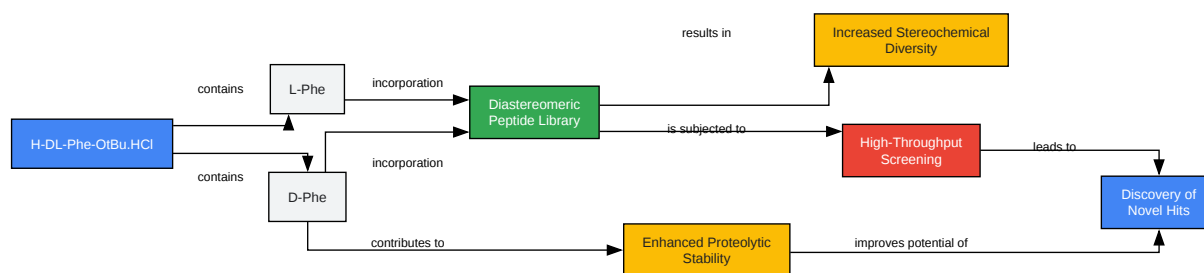 results in
Increased Stereochemical
Diversity
contains
L-Phe
incorporation
Diastereomeric
Peptide Library
H-DL-Phe-OtBu.HCl
is subjected to
High-Throughput
Screening
leads to
contains
D-Phe
incorporation
Discovery of
Novel Hits
contributes to
Enhanced Proteolytic
Stability
improves potential of